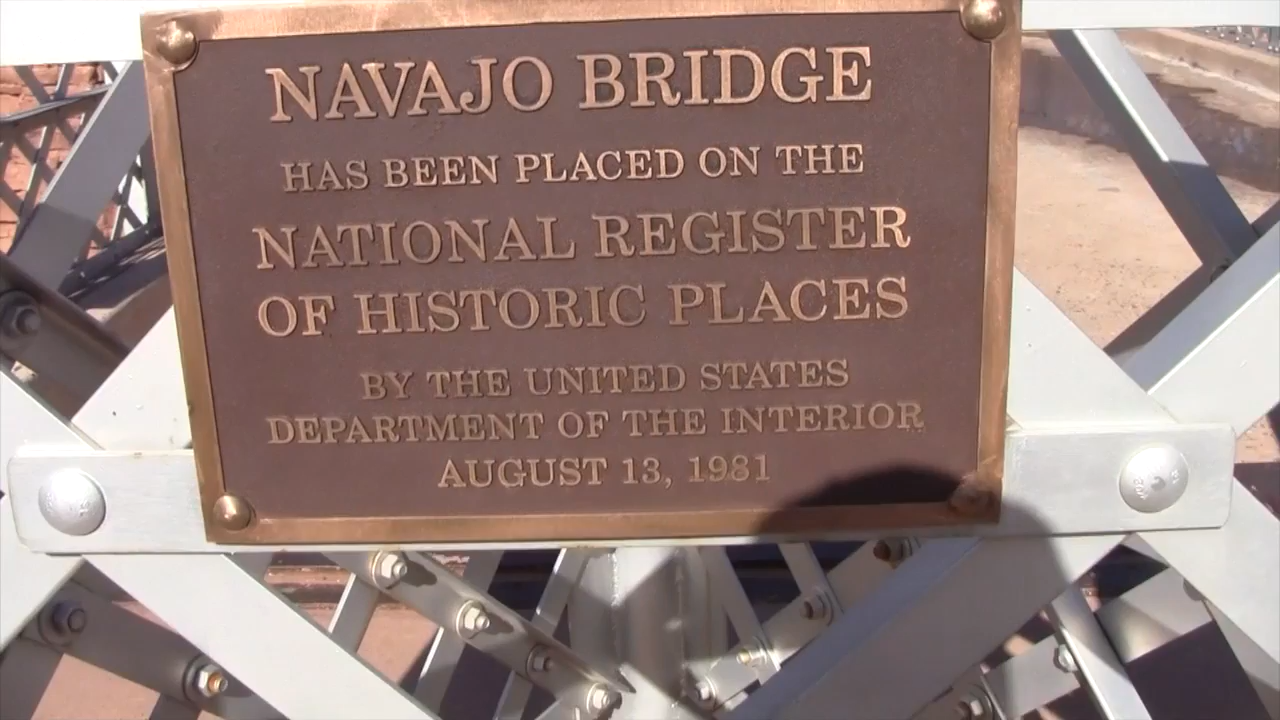 NAVAJO BRIDGE
HAS BEEN PLACED ON THE
NATIONAL REGISTER
OF HISTORIC PLACES
BY THE UNITED STATES
DEPARTMENT OF THE INTERIOR
AUGUST 13, 1981